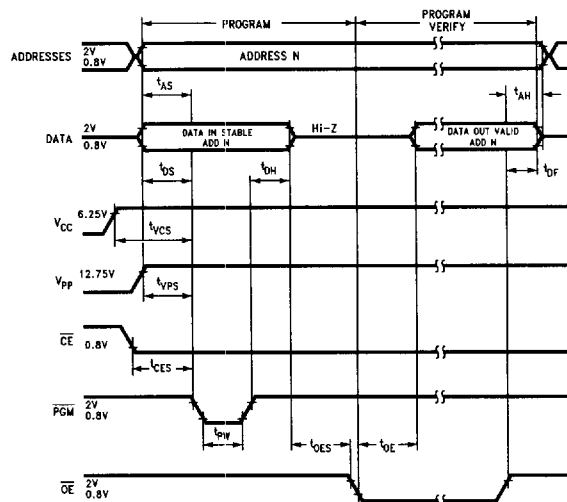 PROGRAM
PROGRAM
VERIFY
ADDRESSES
2V
0.8V
ADDRESS N
tAS
tAH
DATA
2V
0.8V
DATA IN STABLE
ADD N
Hi-Z
DATA OUT VALID
ADD N
tDS
tDH
tDF
VCC
6.25V
tVCS
VPP
12.75V
tVPS
CE
0.8V
tCES
PGM
2V
0.8V
tPW
tOES
tOE
OE
2V
0.8V